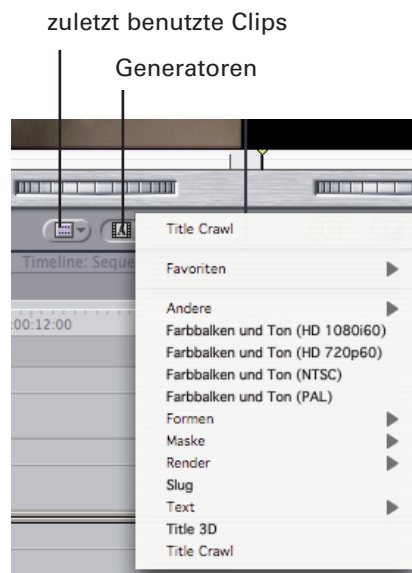 zuletzt benutzte Clips
Generatoren
Title Crawl
Timeline: Seque
Favoriten
:00:12:00
Andere
Farbbalken und Ton (HD 1080i60)
Farbbalken und Ton (HD 720p60)
Farbbalken und Ton (NTSC)
Farbbalken und Ton (PAL)
Formen
Maske
Render
Slug
Text
Title 3D
Title Crawl